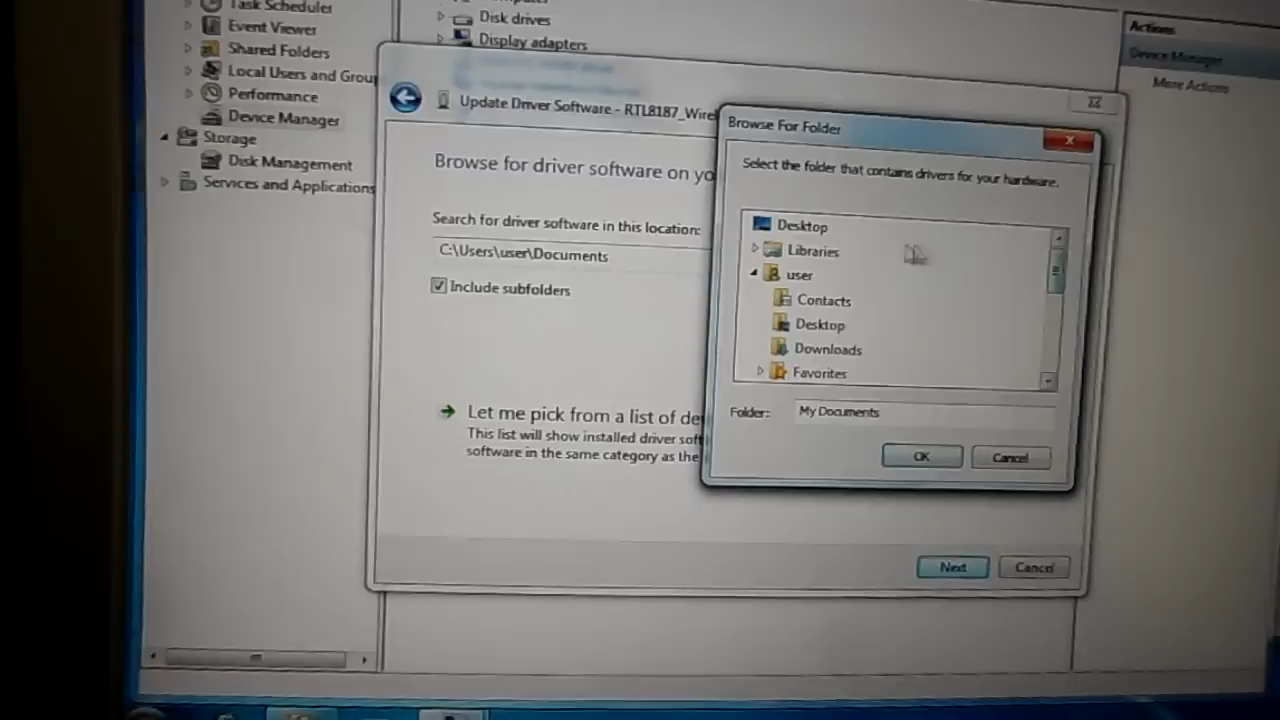 Task Scheduler
Event Viewer
Shared Folders
Local Users and Grou
Performance
Device Manager
Storage
Disk Management
Services and Applications
Disk drives
Display adapters
Actions
Device Manager
More Actions
Update Driver Software - RTL8187_Wirel
Browse for driver software on yo
Search for driver software in this location:
C:\Users\user\Documents
Include subfolders
Let me pick from a list of de
This list will show installed driver soft
software in the same category as the
Next
Cancel
Browse For Folder
Select the folder that contains drivers for your hardware.
Desktop
Libraries
user
Contacts
Desktop
Downloads
Favorites
Folder:
My Documents
OK
Cancel